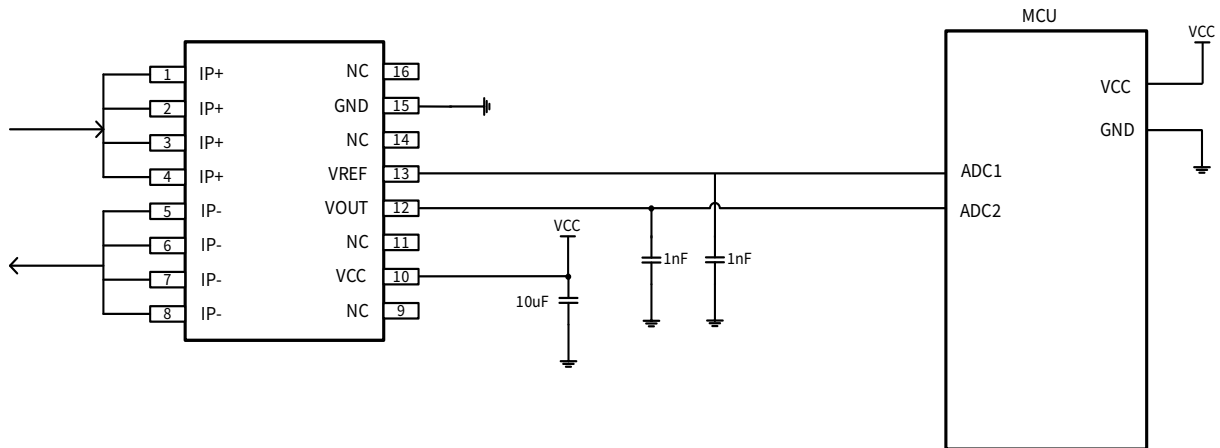 MCU
VCC
1 IP+
NC 16
2 IP+
GND 15
3 IP+
NC 14
4 IP+
VREF 13
5 IP-
VOUT 12
6 IP-
NC 11
7 IP-
VCC 10
8 IP-
NC 9
VCC
10uF
1nF
1nF
VCC
GND
ADC1
ADC2